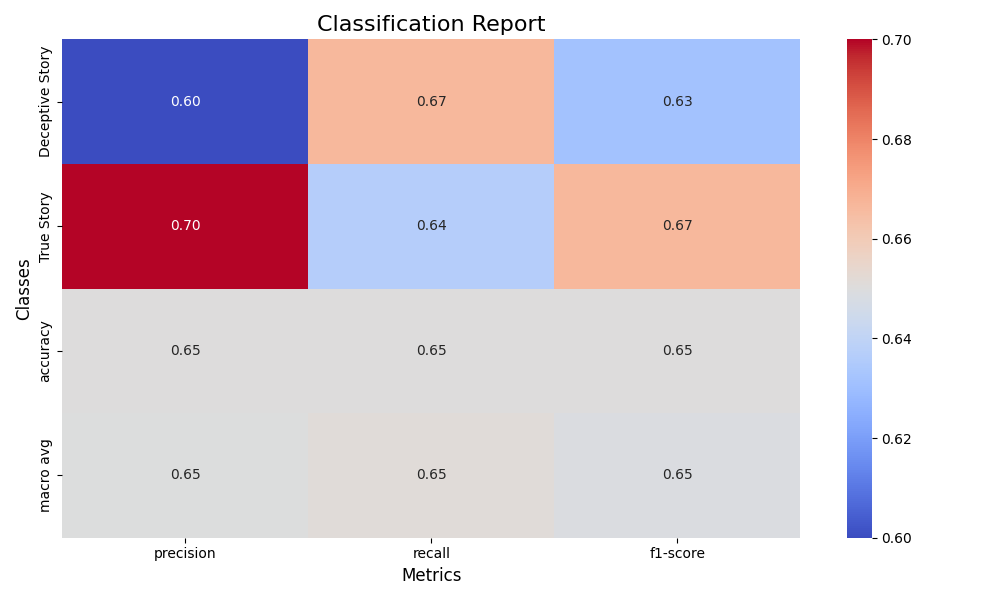 Classification Report
Classes
Deceptive Story 0.60 0.67 0.63
True Story 0.70 0.64 0.67
accuracy 0.65 0.65 0.65
macro avg 0.65 0.65 0.65
precision recall f1-score
Metrics
0.70
0.68
0.66
0.64
0.62
0.60